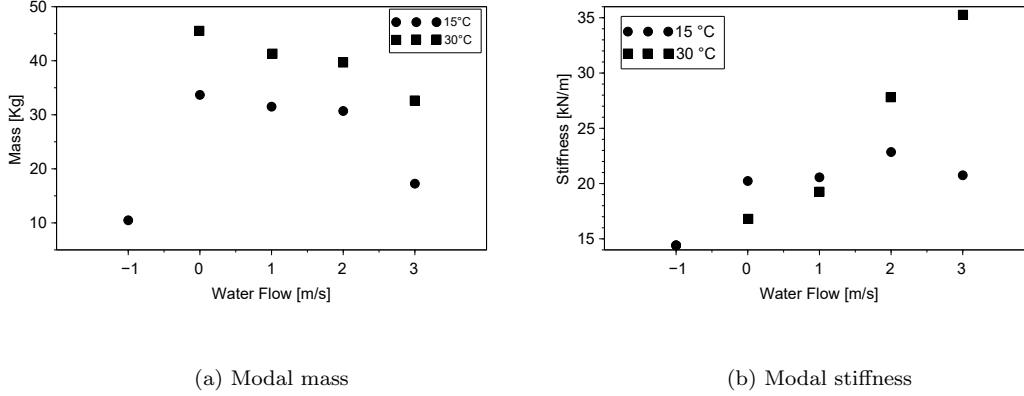 50
40
30
20
10
Mass [Kg]
15°C
30°C
−1
0
1
2
3
Water Flow [m/s]
(a) Modal mass
35
30
25
20
15
Stiffness [kN/m]
15 °C
30 °C
−1
0
1
2
3
Water Flow [m/s]
(b) Modal stiffness